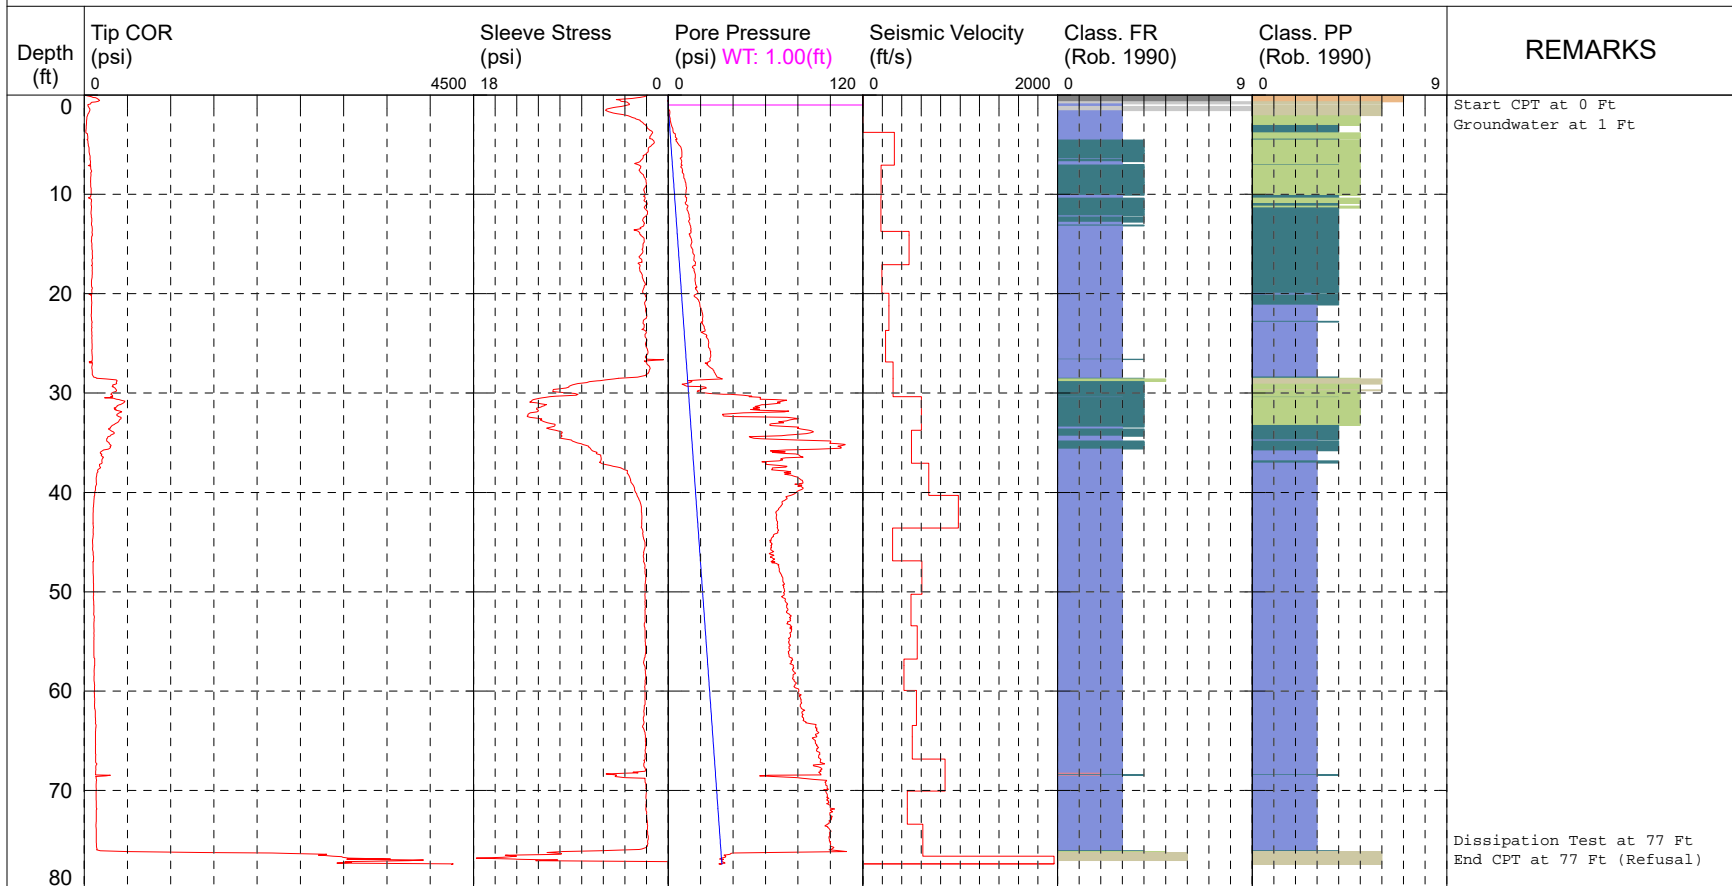 Depth
(ft)
Tip COR
(psi)
0 4500
Sleeve Stress
(psi)
18 0
Pore Pressure
(psi) WT: 1.00(ft)
0 120
Seismic Velocity
(ft/s)
0 2000
Class. FR
(Rob. 1990)
0 9
Class. PP
(Rob. 1990)
0 9
REMARKS
0
10
20
30
40
50
60
70
80
Start CPT at 0 Ft
Groundwater at 1 Ft
Dissipation Test at 77 Ft
End CPT at 77 Ft (Refusal)